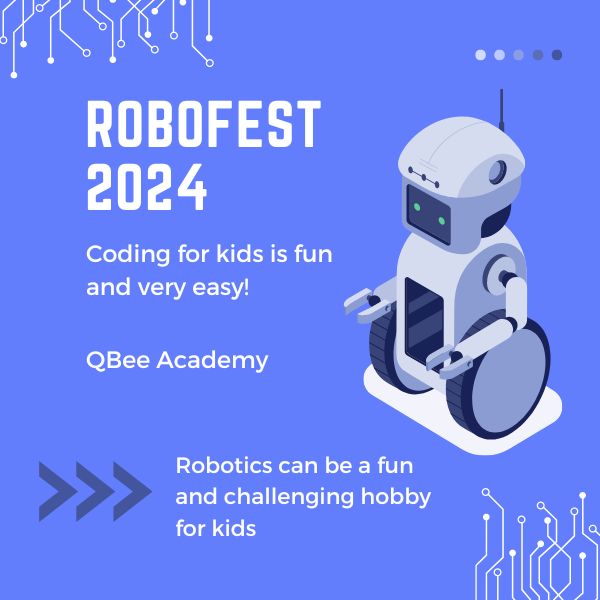 ROBOFEST
2024
Coding for kids is fun
and very easy!
QBee Academy
Robotics can be a fun
and challenging hobby
for kids